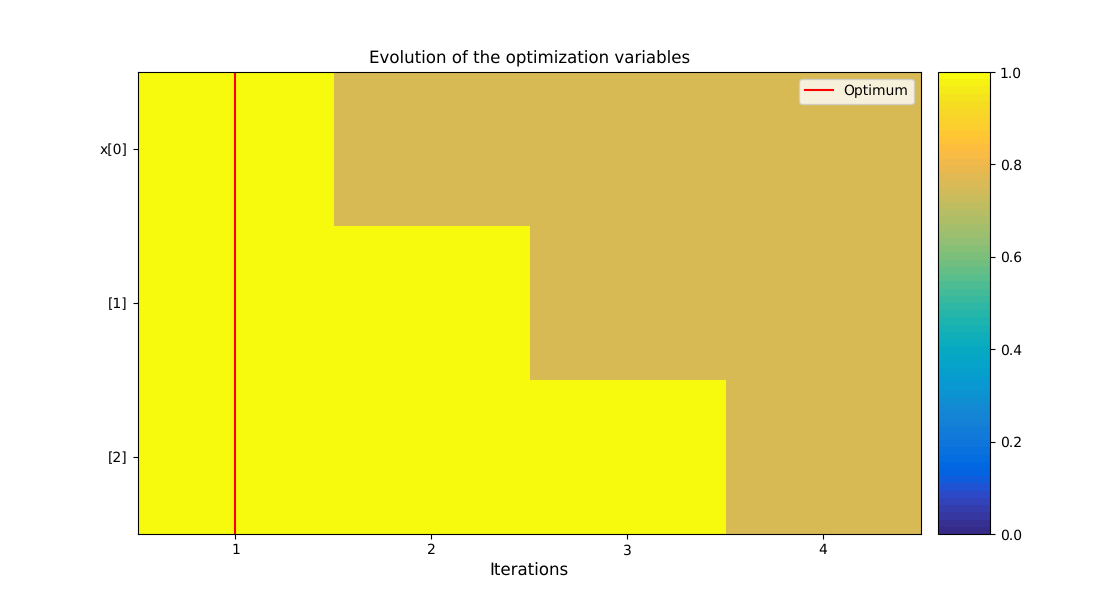 Evolution of the optimization variables
Optimum
x[0]
[1]
[2]
1 2 3 4
Iterations
1.0
0.8
0.6
0.4
0.2
0.0